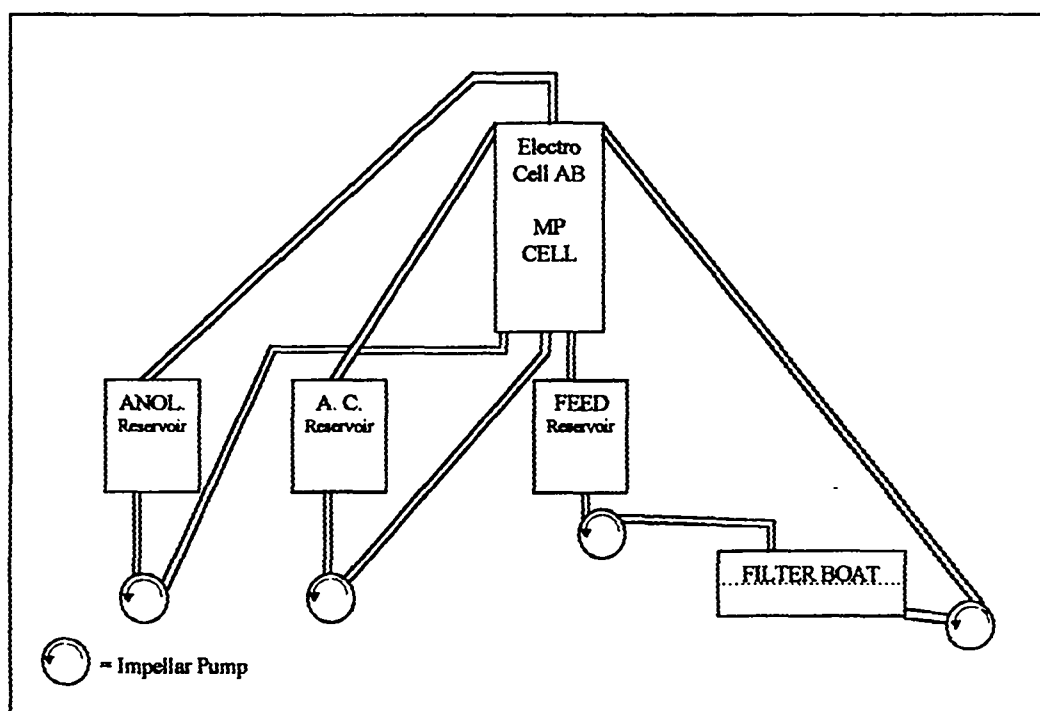 Electro
Cell AB
MP
CELL
ANOL.
Reservoir
A. C.
Reservoir
FEED
Reservoir
FILTER BOAT
= Impellar Pump